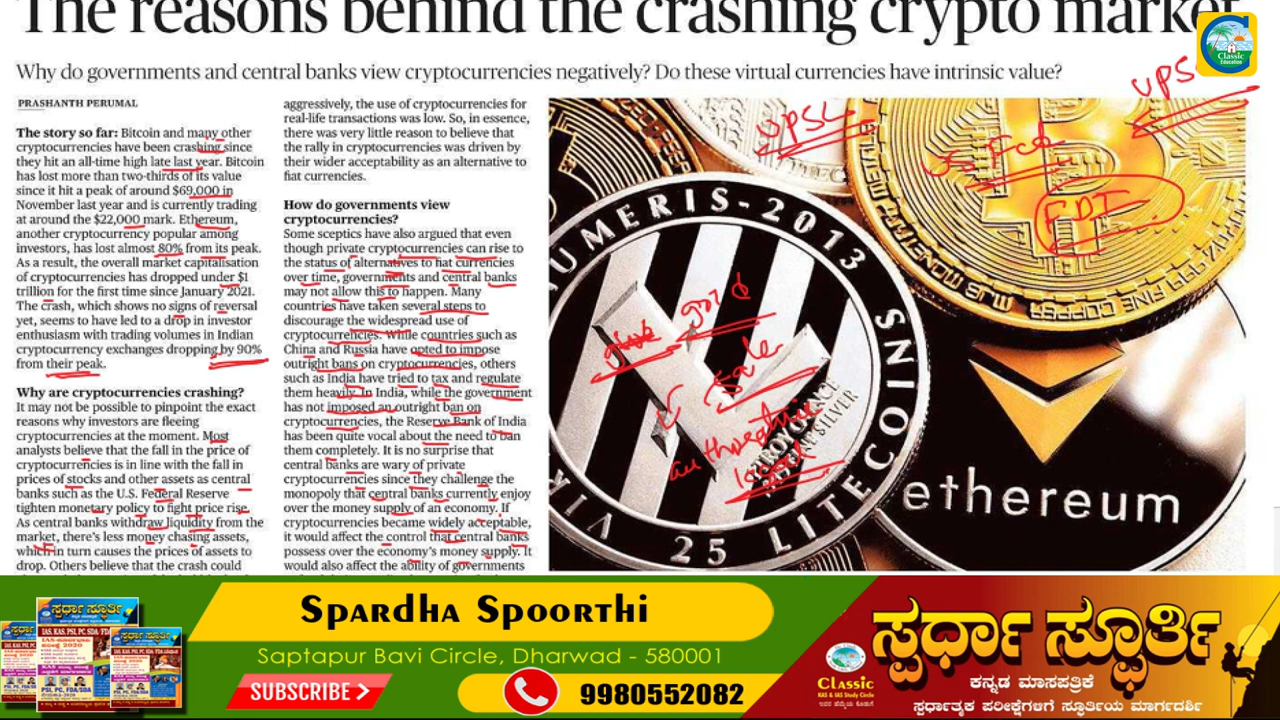 The reasons behind the crashing crypto market
Classic
Education
Why do governments and central banks view cryptocurrencies negatively? Do these virtual currencies have intrinsic value?
UPS
PRASHANTH PERUMAL
The story so far: Bitcoin and many other
cryptocurrencies have been crashing since
they hit an all-time high late last year. Bitcoin
has lost more than two-thirds of its value
since it hit a peak of around $69,000 in
November last year and is currently trading
at around the $22,000 mark. Ethereum,
another cryptocurrency popular among
investors, has lost almost 80% from its peak.
As a result, the overall market capitalisation
of cryptocurrencies has dropped under $1
trillion for the first time since January 2021.
The crash, which shows no signs of reversal
yet, seems to have led to a drop in investor
enthusiasm with trading volumes in Indian
cryptocurrency exchanges dropping by 90%
from their peak.
Why are cryptocurrencies crashing?
It may not be possible to pinpoint the exact
reasons why investors are fleeing
cryptocurrencies at the moment. Most
analysts believe that the fall in the price of
cryptocurrencies is in line with the fall in
prices of stocks and other assets as central
banks such as the U.S. Federal Reserve
tighten monetary policy to fight price rise.
As central banks withdraw liquidity from the
market, there's less money chasing assets,
which in turn causes the prices of assets to
drop. Others believe that the crash could
aggressively, the use of cryptocurrencies for
real-life transactions was low. So, in essence,
there was very little reason to believe that
the rally in cryptocurrencies was driven by
their wider acceptability as an alternative to
fiat currencies.
How do governments view
cryptocurrencies?
Some sceptics have also argued that even
though private cryptocurrencies can rise to
the status of alternatives to fiat currencies
over time, governments and central banks
may not allow this to happen. Many
countries have taken several steps to
discourage the widespread use of
cryptocurrencies. While countries such as
China and Russia have opted to impose
outright bans on cryptocurrencies, others
such as India have tried to tax and regulate
them heavily. In India, while the government
has not imposed an outright ban on
cryptocurrencies, the Reserve Bank of India
has been quite vocal about the need to ban
them completely. It is no surprise that
central banks are wary of private
cryptocurrencies since they challenge the
monopoly that central banks currently enjoy
over the money supply of an economy. If
cryptocurrencies became widely acceptable,
it would affect the control that central banks
possess over the economy's money supply. It
would also affect the ability of governments
UPSC
FDI
UMERIS-2013
gold
25 LITECOINS
FINE COPPER
ethereum
Spardha Spoorthi
Saptapur Bavi Circle, Dharwad - 580001
SUBSCRIBE
9980552082
Classic
KAS & IAS Study Circle
ಸ್ಪರ್ಧಾ ಸ್ಫೂರ್ತಿ
ಕನ್ನಡ ಮಾಸಪತ್ರಿಕೆ
ಸ್ಪರ್ಧಾತ್ಮಕ ಪರೀಕ್ಷೆಗಳಿಗೆ ಸ್ಫೂರ್ತಿಯ ಮಾರ್ಗದರ್ಶಿ